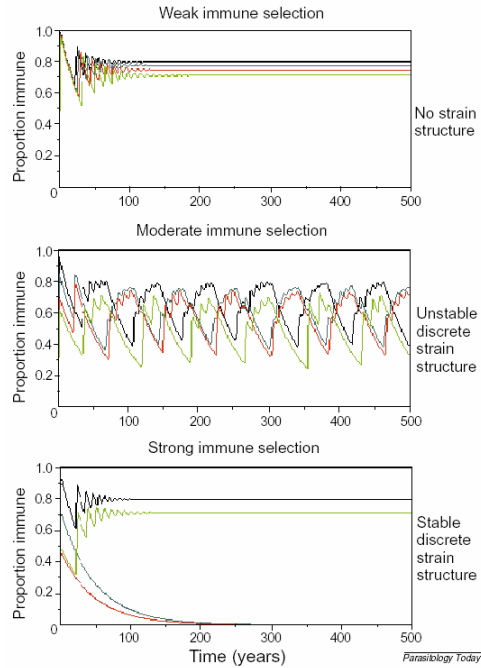 Weak immune selection
Proportion immune
1.0
0.8
0.6
0.4
0.2
0
100
200
300
400
500
No strain
structure
Moderate immune selection
Proportion immune
1.0
0.8
0.6
0.4
0.2
0
100
200
300
400
500
Unstable
discrete
strain
structure
Strong immune selection
Proportion immune
1.0
0.8
0.6
0.4
0.2
0
100
200
300
400
500
Stable
discrete
strain
structure
Time (years)
Parasitology Today